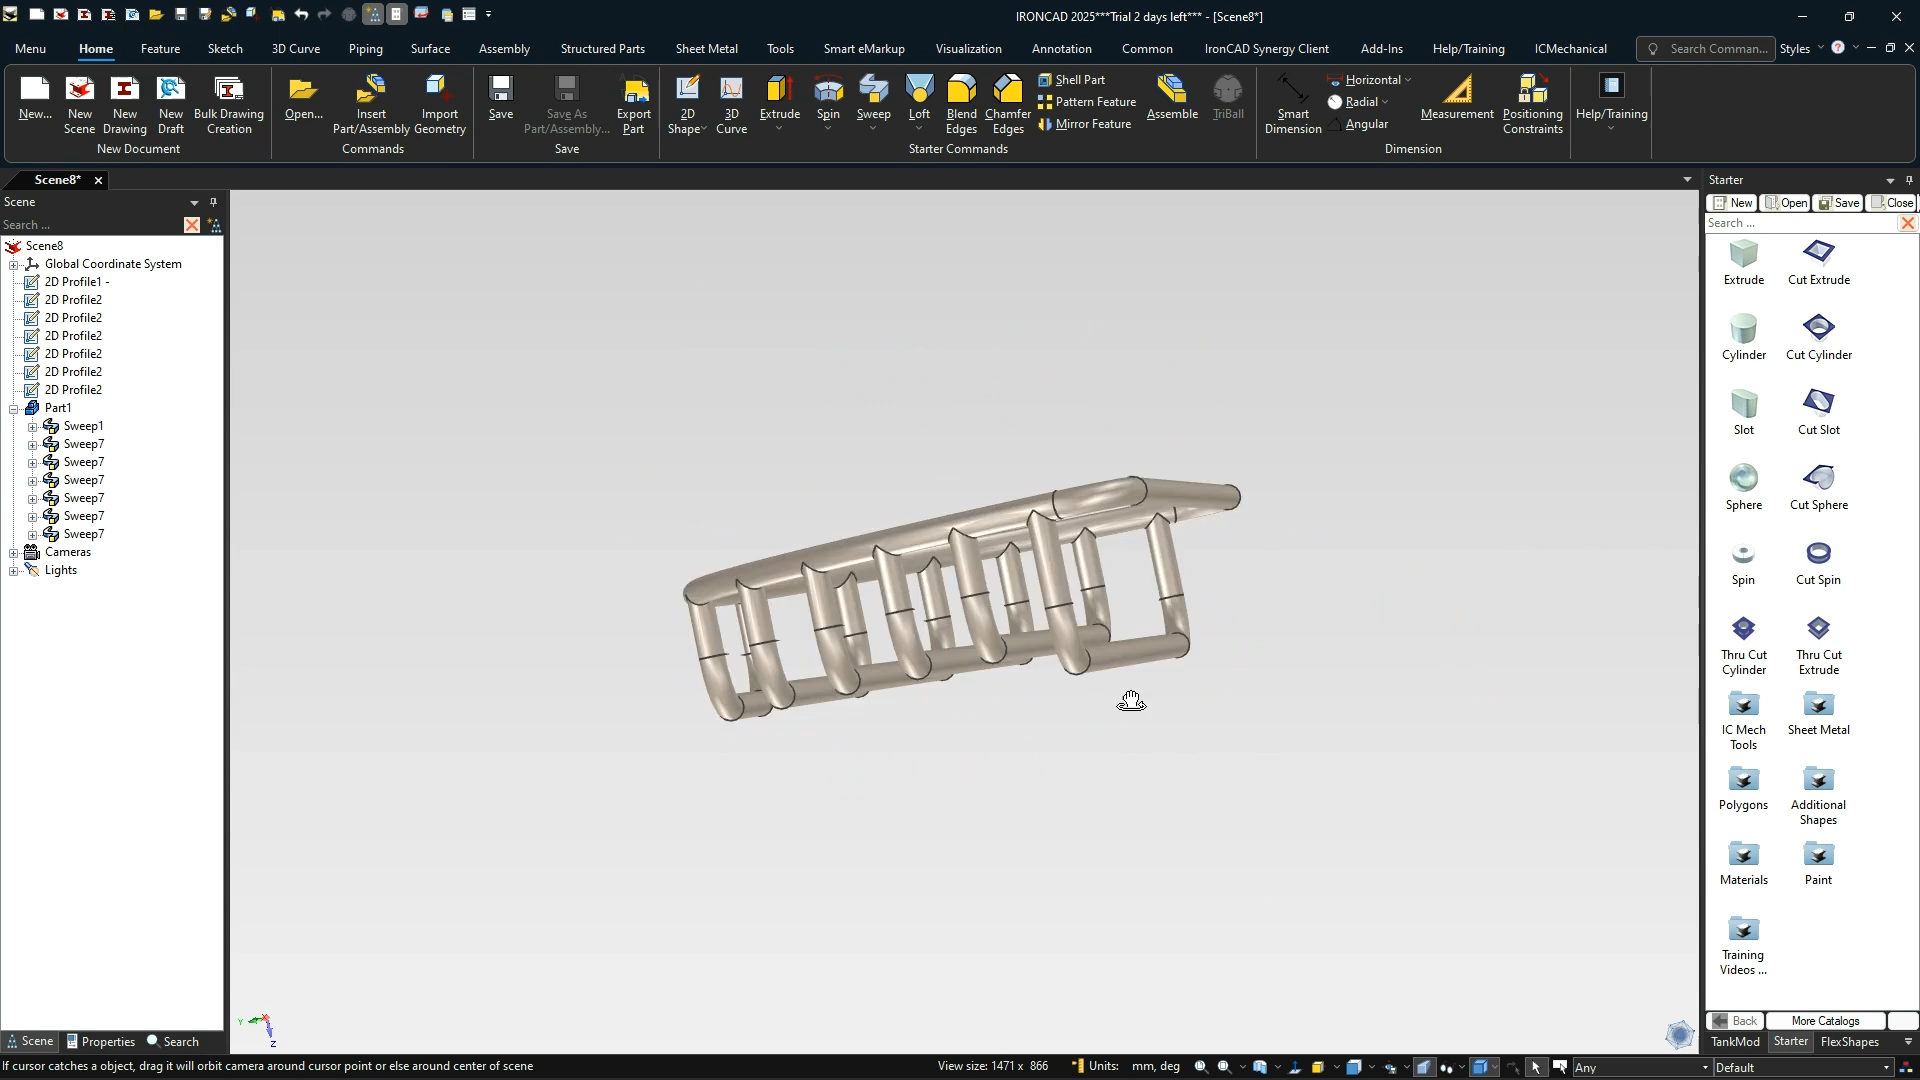 IRONCAD 2025***Trial 2 days left*** - [Scene8*]
Menu Home Feature Sketch 3D Curve Piping Surface Assembly Structured Parts Sheet Metal Tools Smart eMarkup Visualization Annotation Common IronCAD Synergy Client Add-Ins Help/Training ICMechanical Search Comman... Styles
New... New Scene New Drawing New Draft Bulk Drawing Creation
New Document
Open... Insert Part/Assembly Import Geometry
Commands
Save Save As Part/Assembly... Export Part
Save
2D Shape 3D Curve Extrude Spin Sweep Loft Blend Edges Chamfer Edges
Shell Part
Pattern Feature
Mirror Feature
Assembly TriBall
Starter Commands
Smart Dimension
Horizontal
Radial
Angular
Measurement Positioning Constraints
Dimension
Help/Training
Scene8*
Scene
Search ...
Scene8
Global Coordinate System
2D Profile1 -
2D Profile2
2D Profile2
2D Profile2
2D Profile2
2D Profile2
2D Profile2
Part1
Sweep1
Sweep7
Sweep7
Sweep7
Sweep7
Sweep7
Sweep7
Cameras
Lights
Scene Properties Search
Y
Z
Starter
New Open Save Close
Search ...
Extrude Cut Extrude
Cylinder Cut Cylinder
Slot Cut Slot
Sphere Cut Sphere
Spin Cut Spin
Thru Cut Cylinder Thru Cut Extrude
IC Mech Tools Sheet Metal
Polygons Additional Shapes
Materials Paint
Training Videos ...
Back More Catalogs
TankMod Starter FlexShapes
If cursor catches a object, drag it will orbit camera around cursor point or else around center of scene
View size: 1471 x 866 Units: mm, deg Any Default